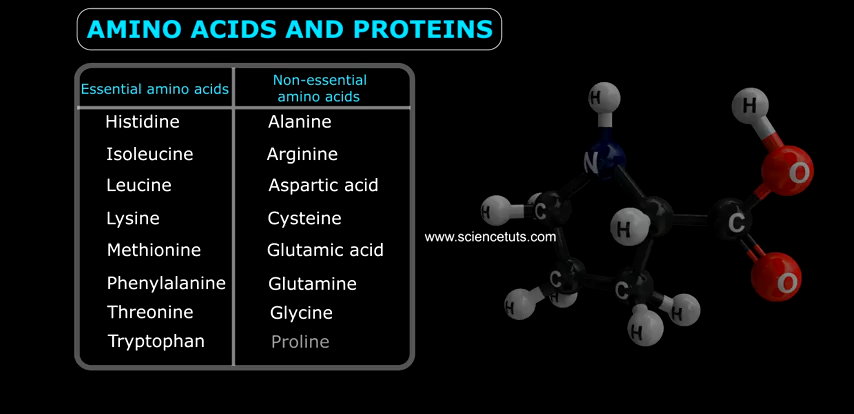 AMINO ACIDS AND PROTEINS
Essential amino acids
Non-essential
amino acids
Histidine
Alanine
Isoleucine
Arginine
Leucine
Aspartic acid
Lysine
Cysteine
Methionine
Glutamic acid
Phenylalanine
Glutamine
Threonine
Glycine
Tryptophan
Proline
www.sciencetuts.com
H
H
N
O
H
C
H
C
C
C
O
H
H
H
H